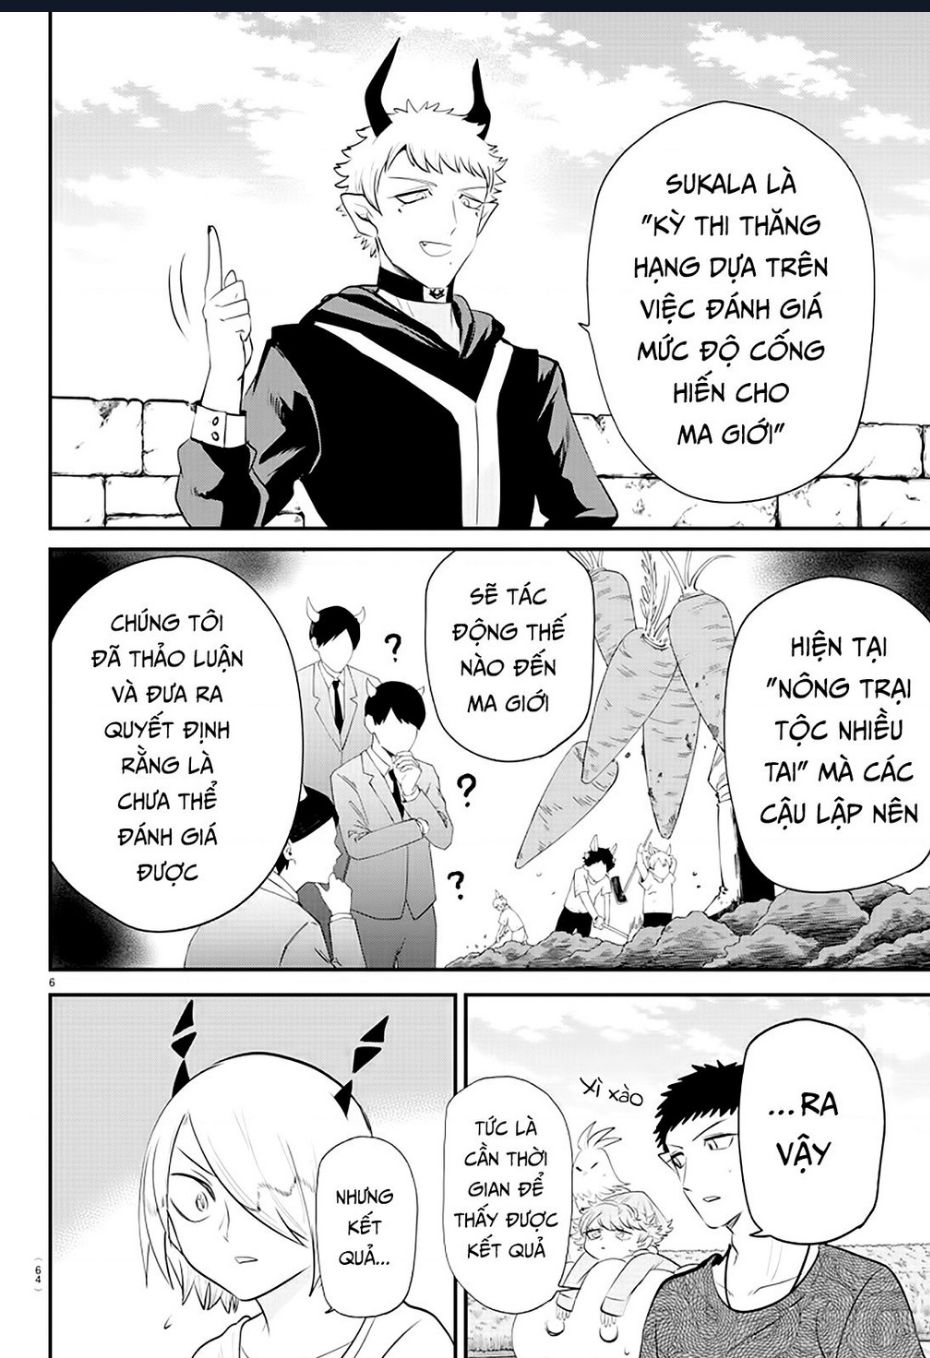 SUKALA LÀ
"KỲ THI THĂNG
HẠNG DỰA TRÊN
VIỆC ĐÁNH GIÁ
MỨC ĐỘ CỐNG
HIẾN CHO
MA GIỚI"
HIỆN TẠI
"NÔNG TRẠI
TỘC NHIỀU
TAI" MÀ CÁC
CẬU LẬP NÊN
SẼ TÁC
ĐỘNG THẾ
NÀO ĐẾN
MA GIỚI
?
?
?
CHÚNG TÔI
ĐÃ THẢO LUẬN
VÀ ĐƯA RA
QUYẾT ĐỊNH
RẰNG LÀ
CHƯA THỂ
ĐÁNH GIÁ
ĐƯỢC
6
...RA
VẬY
XÌ XÀO
TỨC LÀ
CẦN THỜI
GIAN ĐỂ
THẤY ĐƯỢC
KẾT QUẢ
NHƯNG
KẾT
QUẢ...
(64)